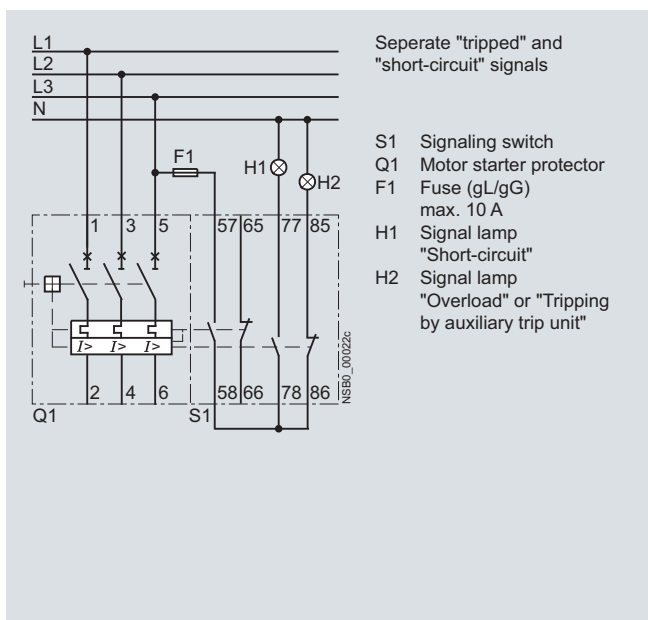 L1
L2
L3
N
F1
H1
H2
1 3 5
57 65 77 85
I> I> I>
2 4 6
58 66 78 86
Q1
S1
NSB0_00022c
Seperate "tripped" and
"short-circuit" signals
S1 Signaling switch
Q1 Motor starter protector
F1 Fuse (gL/gG)
max. 10 A
H1 Signal lamp
"Short-circuit"
H2 Signal lamp
"Overload" or "Tripping
by auxiliary trip unit"